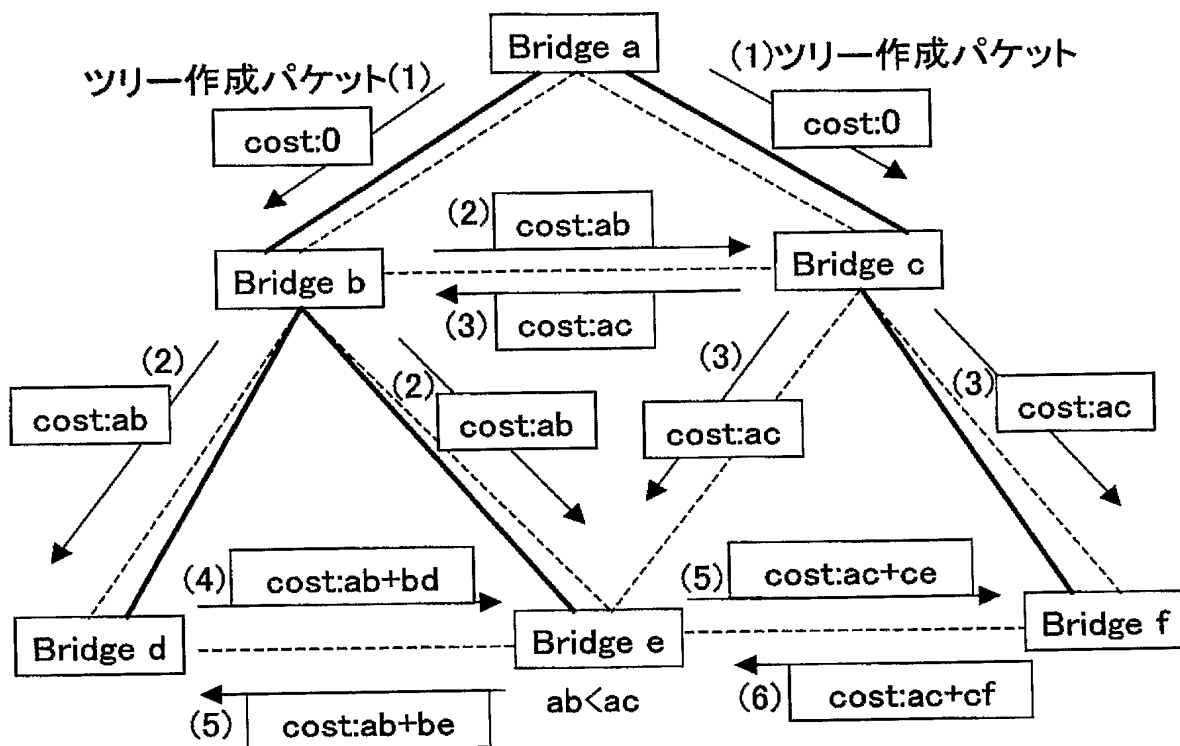 Bridge a
ツリー作成パケット(1)
(1)ツリー作成パケット
cost:0
cost:0
(2)
cost:ab
Bridge b
Bridge c
(3)
cost:ac
(2)
cost:ab
(2)
cost:ab
(3)
cost:ac
(3)
cost:ac
(4)
cost:ab+bd
(5)
cost:ac+ce
Bridge d
Bridge e
Bridge f
(5)
cost:ab+be
ab<ac
(6)
cost:ac+cf